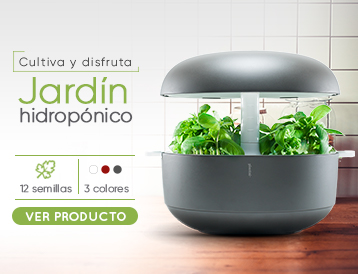 Cultiva y disfruta
Jardín
hidropónico
12 semillas
3 colores
VER PRODUCTO